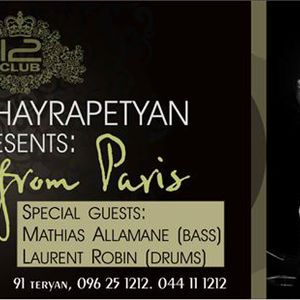 12
CLUB
HAYRAPETYAN
ESENTS:
from Paris
SPECIAL GUESTS:
MATHIAS ALLAMANE (BASS)
LAURENT ROBIN (DRUMS)
91 TERYAN, 096 25 1212. 044 11 1212